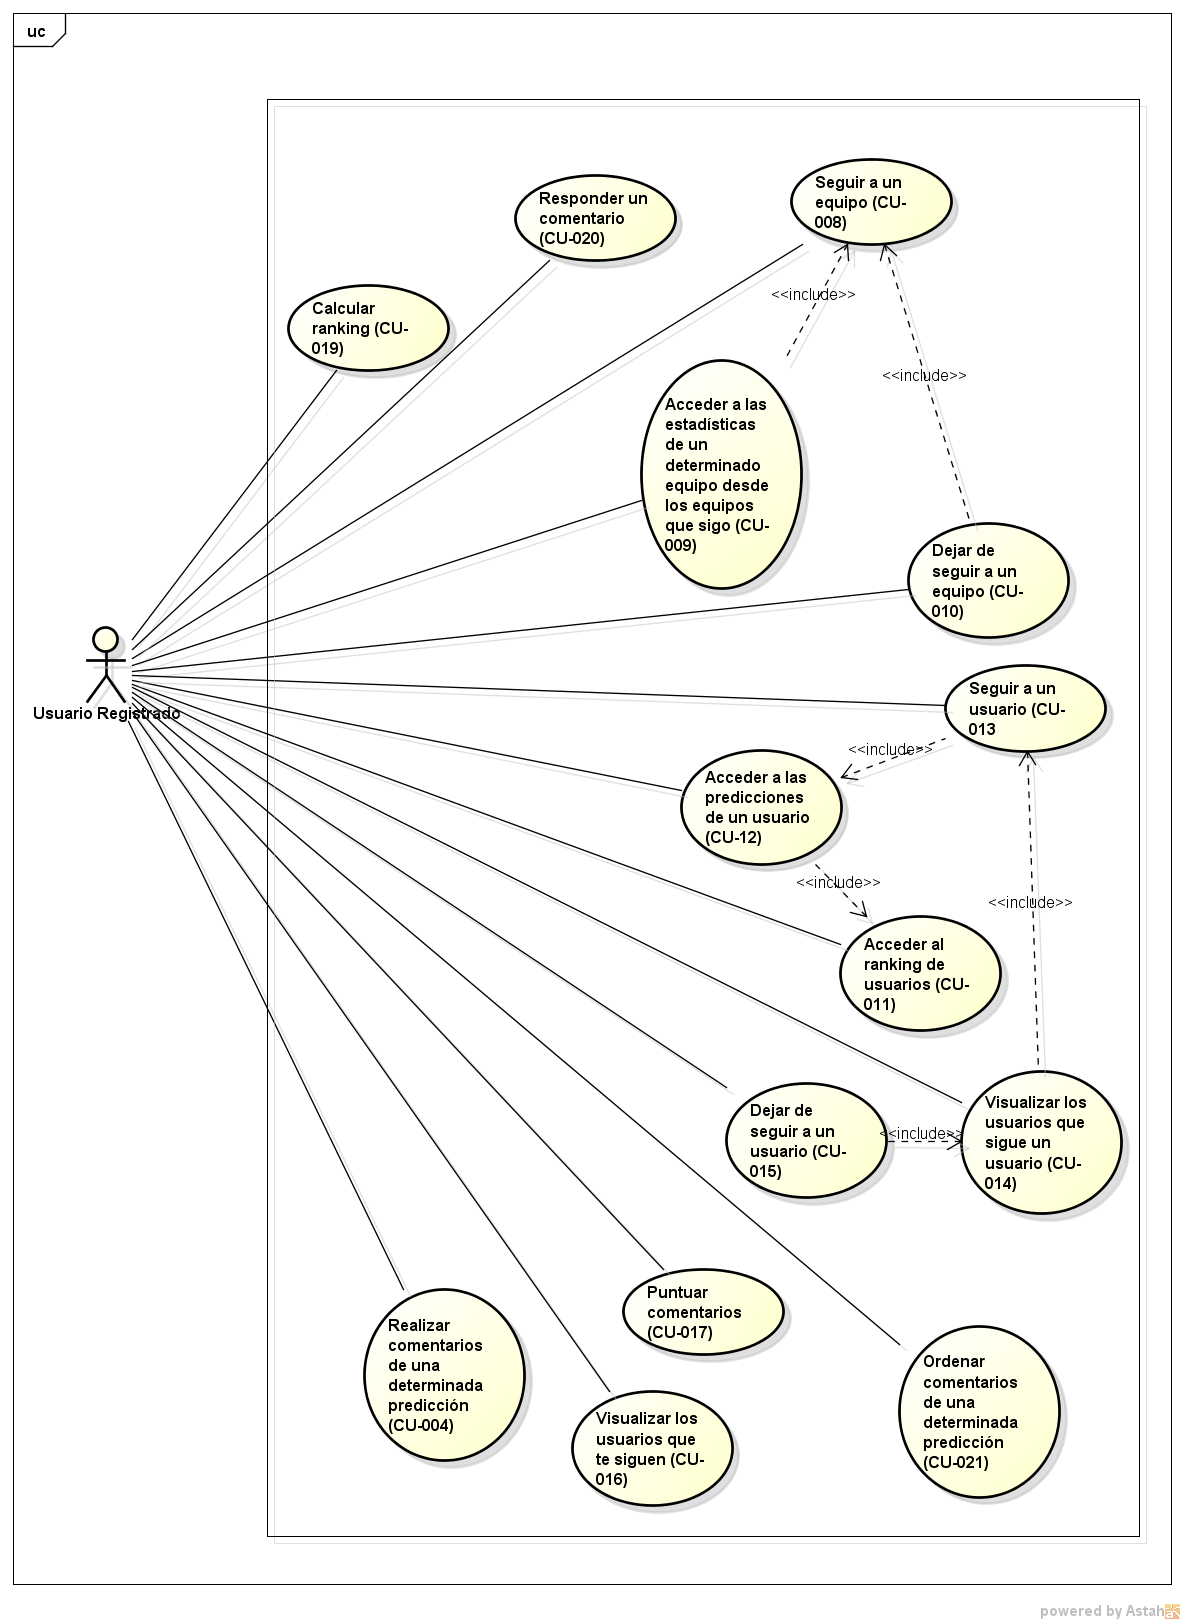 uc
Seguir a un
equipo (CU-
008)
Responder un
comentario
(CU-020)
<<include>>
Calcular
ranking (CU-
019)
<<include>>
Acceder a las
estadísticas
de un
determinado
equipo desde
los equipos
que sigo (CU-
009)
Dejar de
seguir a un
equipo (CU-
010)
Usuario Registrado
Seguir a un
usuario (CU-
013
<<include>>
Acceder a las
predicciones
de un usuario
(CU-12)
<<include>>
<<include>>
Acceder al
ranking de
usuarios (CU-
011)
Dejar de
seguir a un
usuario (CU-
015)
<<include>>
Visualizar los
usuarios que
sigue un
usuario (CU-
014)
Puntuar
comentarios
(CU-017)
Realizar
comentarios
de una
determinada
predicción
(CU-004)
Ordenar
comentarios
de una
determinada
predicción
(CU-021)
Visualizar los
usuarios que
te siguen (CU-
016)
powered by Astah